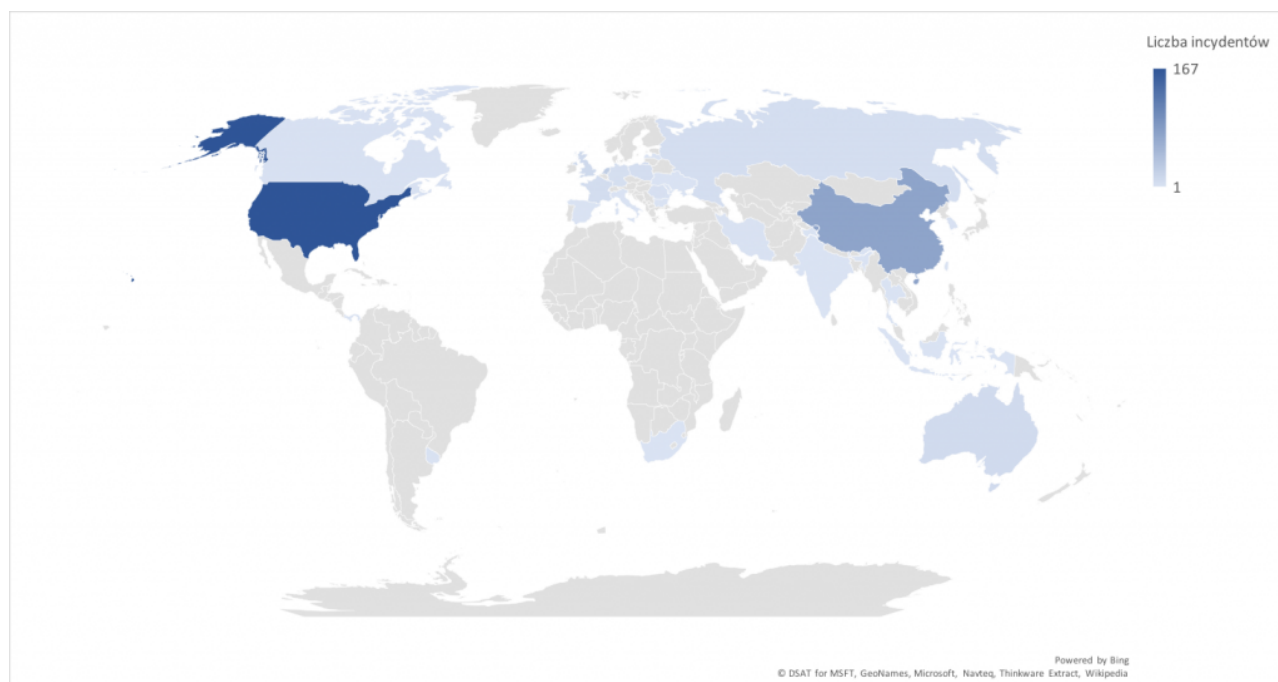 Liczba incydentów
167
1
Powered by Bing
© DSAT for MSFT, GeoNames, Microsoft, Navteq, Thinkware Extract, Wikipedia